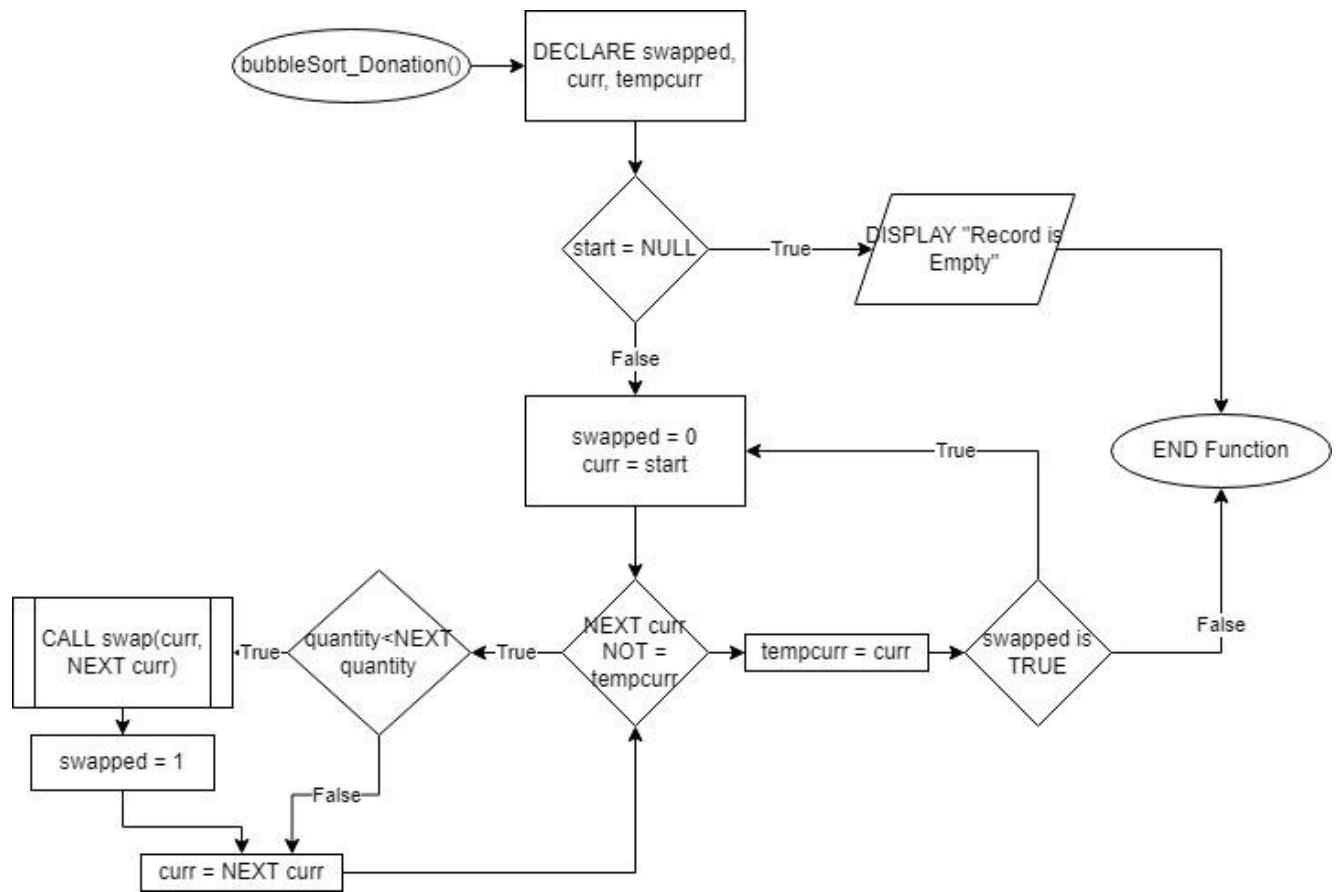 bubbleSort_Donation()
DECLARE swapped,
curr, tempcurr
start = NULL
True
DISPLAY "Record is
Empty"
False
swapped = 0
curr = start
True
END Function
CALL swap(curr,
NEXT curr)
True
quantity<NEXT
quantity
True
NEXT curr
NOT =
tempcurr
tempcurr = curr
swapped is
TRUE
False
swapped = 1
False
curr = NEXT curr